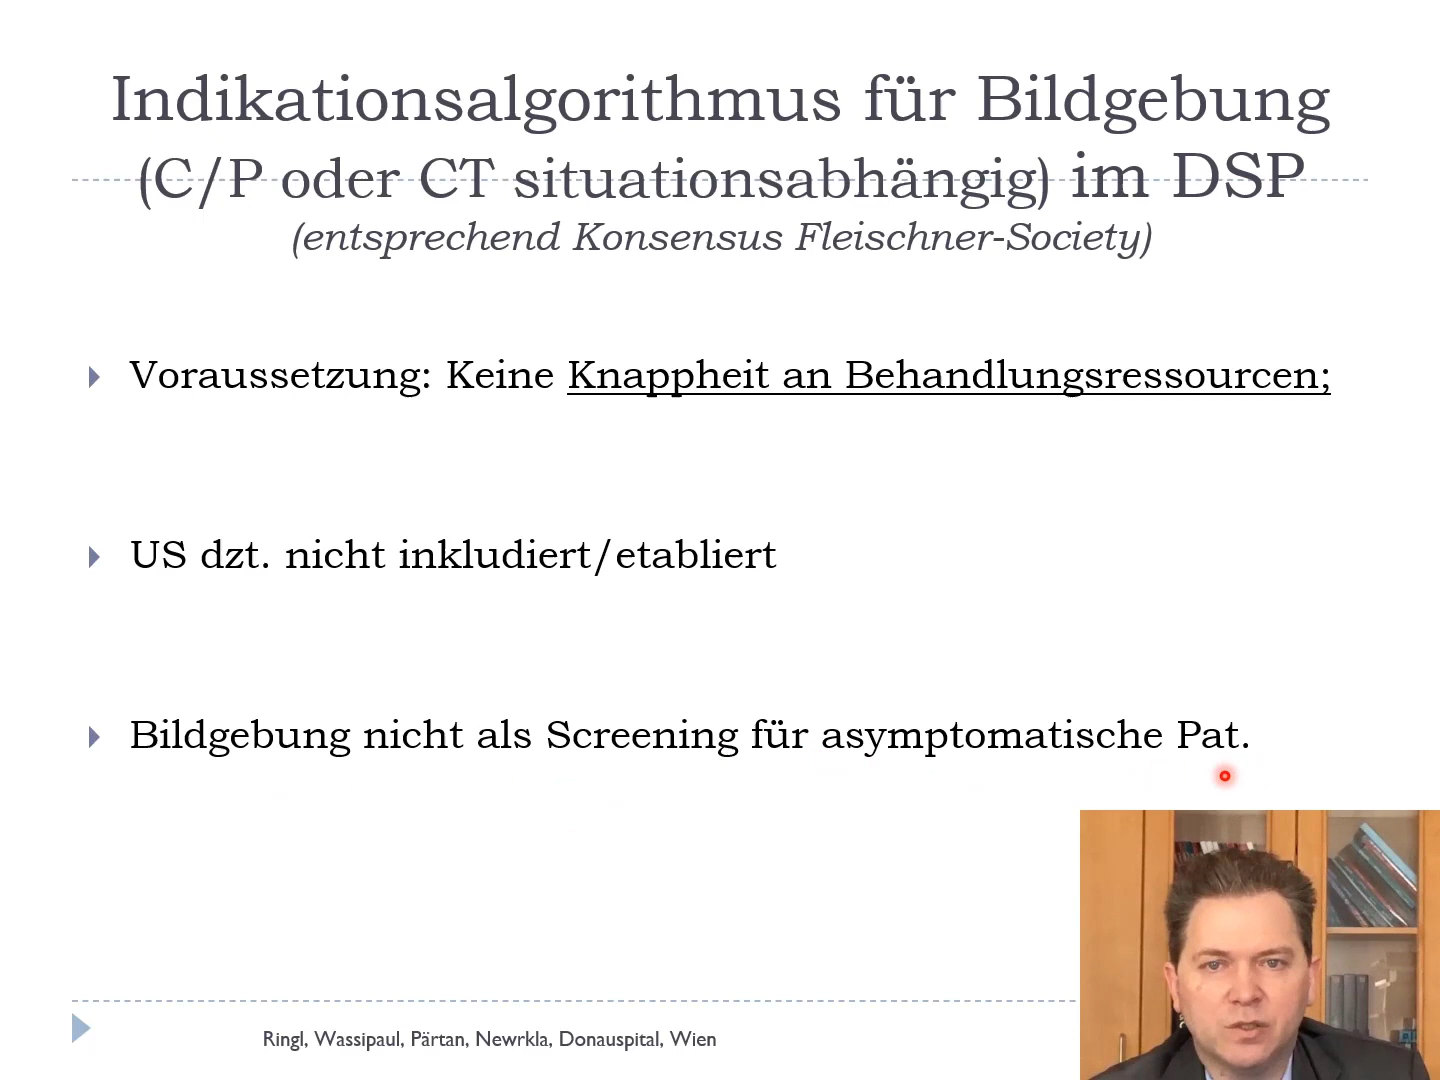 Indikationsalgorithmus für Bildgebung
(C/P oder CT situationsabhängig) im DSP
(entsprechend Konsensus Fleischner-Society)
Voraussetzung: Keine Knappheit an Behandlungsressourcen;
US dzt. nicht inkludiert/etabliert
Bildgebung nicht als Screening für asymptomatische Pat.
Ringl, Wassipaul, Pärtan, Newrkla, Donauspital, Wien